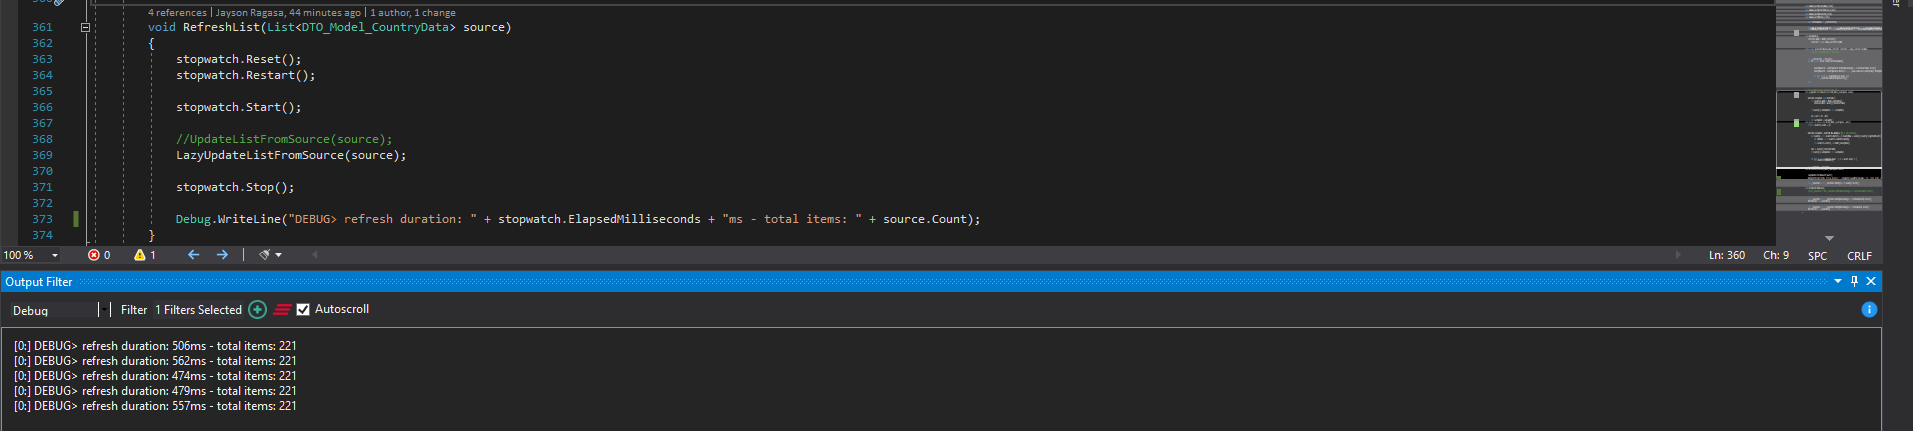 4 references | Jayson Ragasa, 44 minutes ago | 1 author, 1 change
361 void RefreshList(List<DTO_Model_CountryData> source)
362 {
363 stopwatch.Reset();
364 stopwatch.Restart();
365
366 stopwatch.Start();
367
368 //UpdateListFromSource(source);
369 LazyUpdateListFromSource(source);
370
371 stopwatch.Stop();
372
373 Debug.WriteLine("DEBUG> refresh duration: " + stopwatch.ElapsedMilliseconds + "ms - total items: " + source.Count);
374 }
100 % 0 1 Ln: 360 Ch: 9 SPC CRLF
Output Filter
Debug Filter 1 Filters Selected Autoscroll
[0:] DEBUG> refresh duration: 506ms - total items: 221
[0:] DEBUG> refresh duration: 562ms - total items: 221
[0:] DEBUG> refresh duration: 474ms - total items: 221
[0:] DEBUG> refresh duration: 479ms - total items: 221
[0:] DEBUG> refresh duration: 557ms - total items: 221